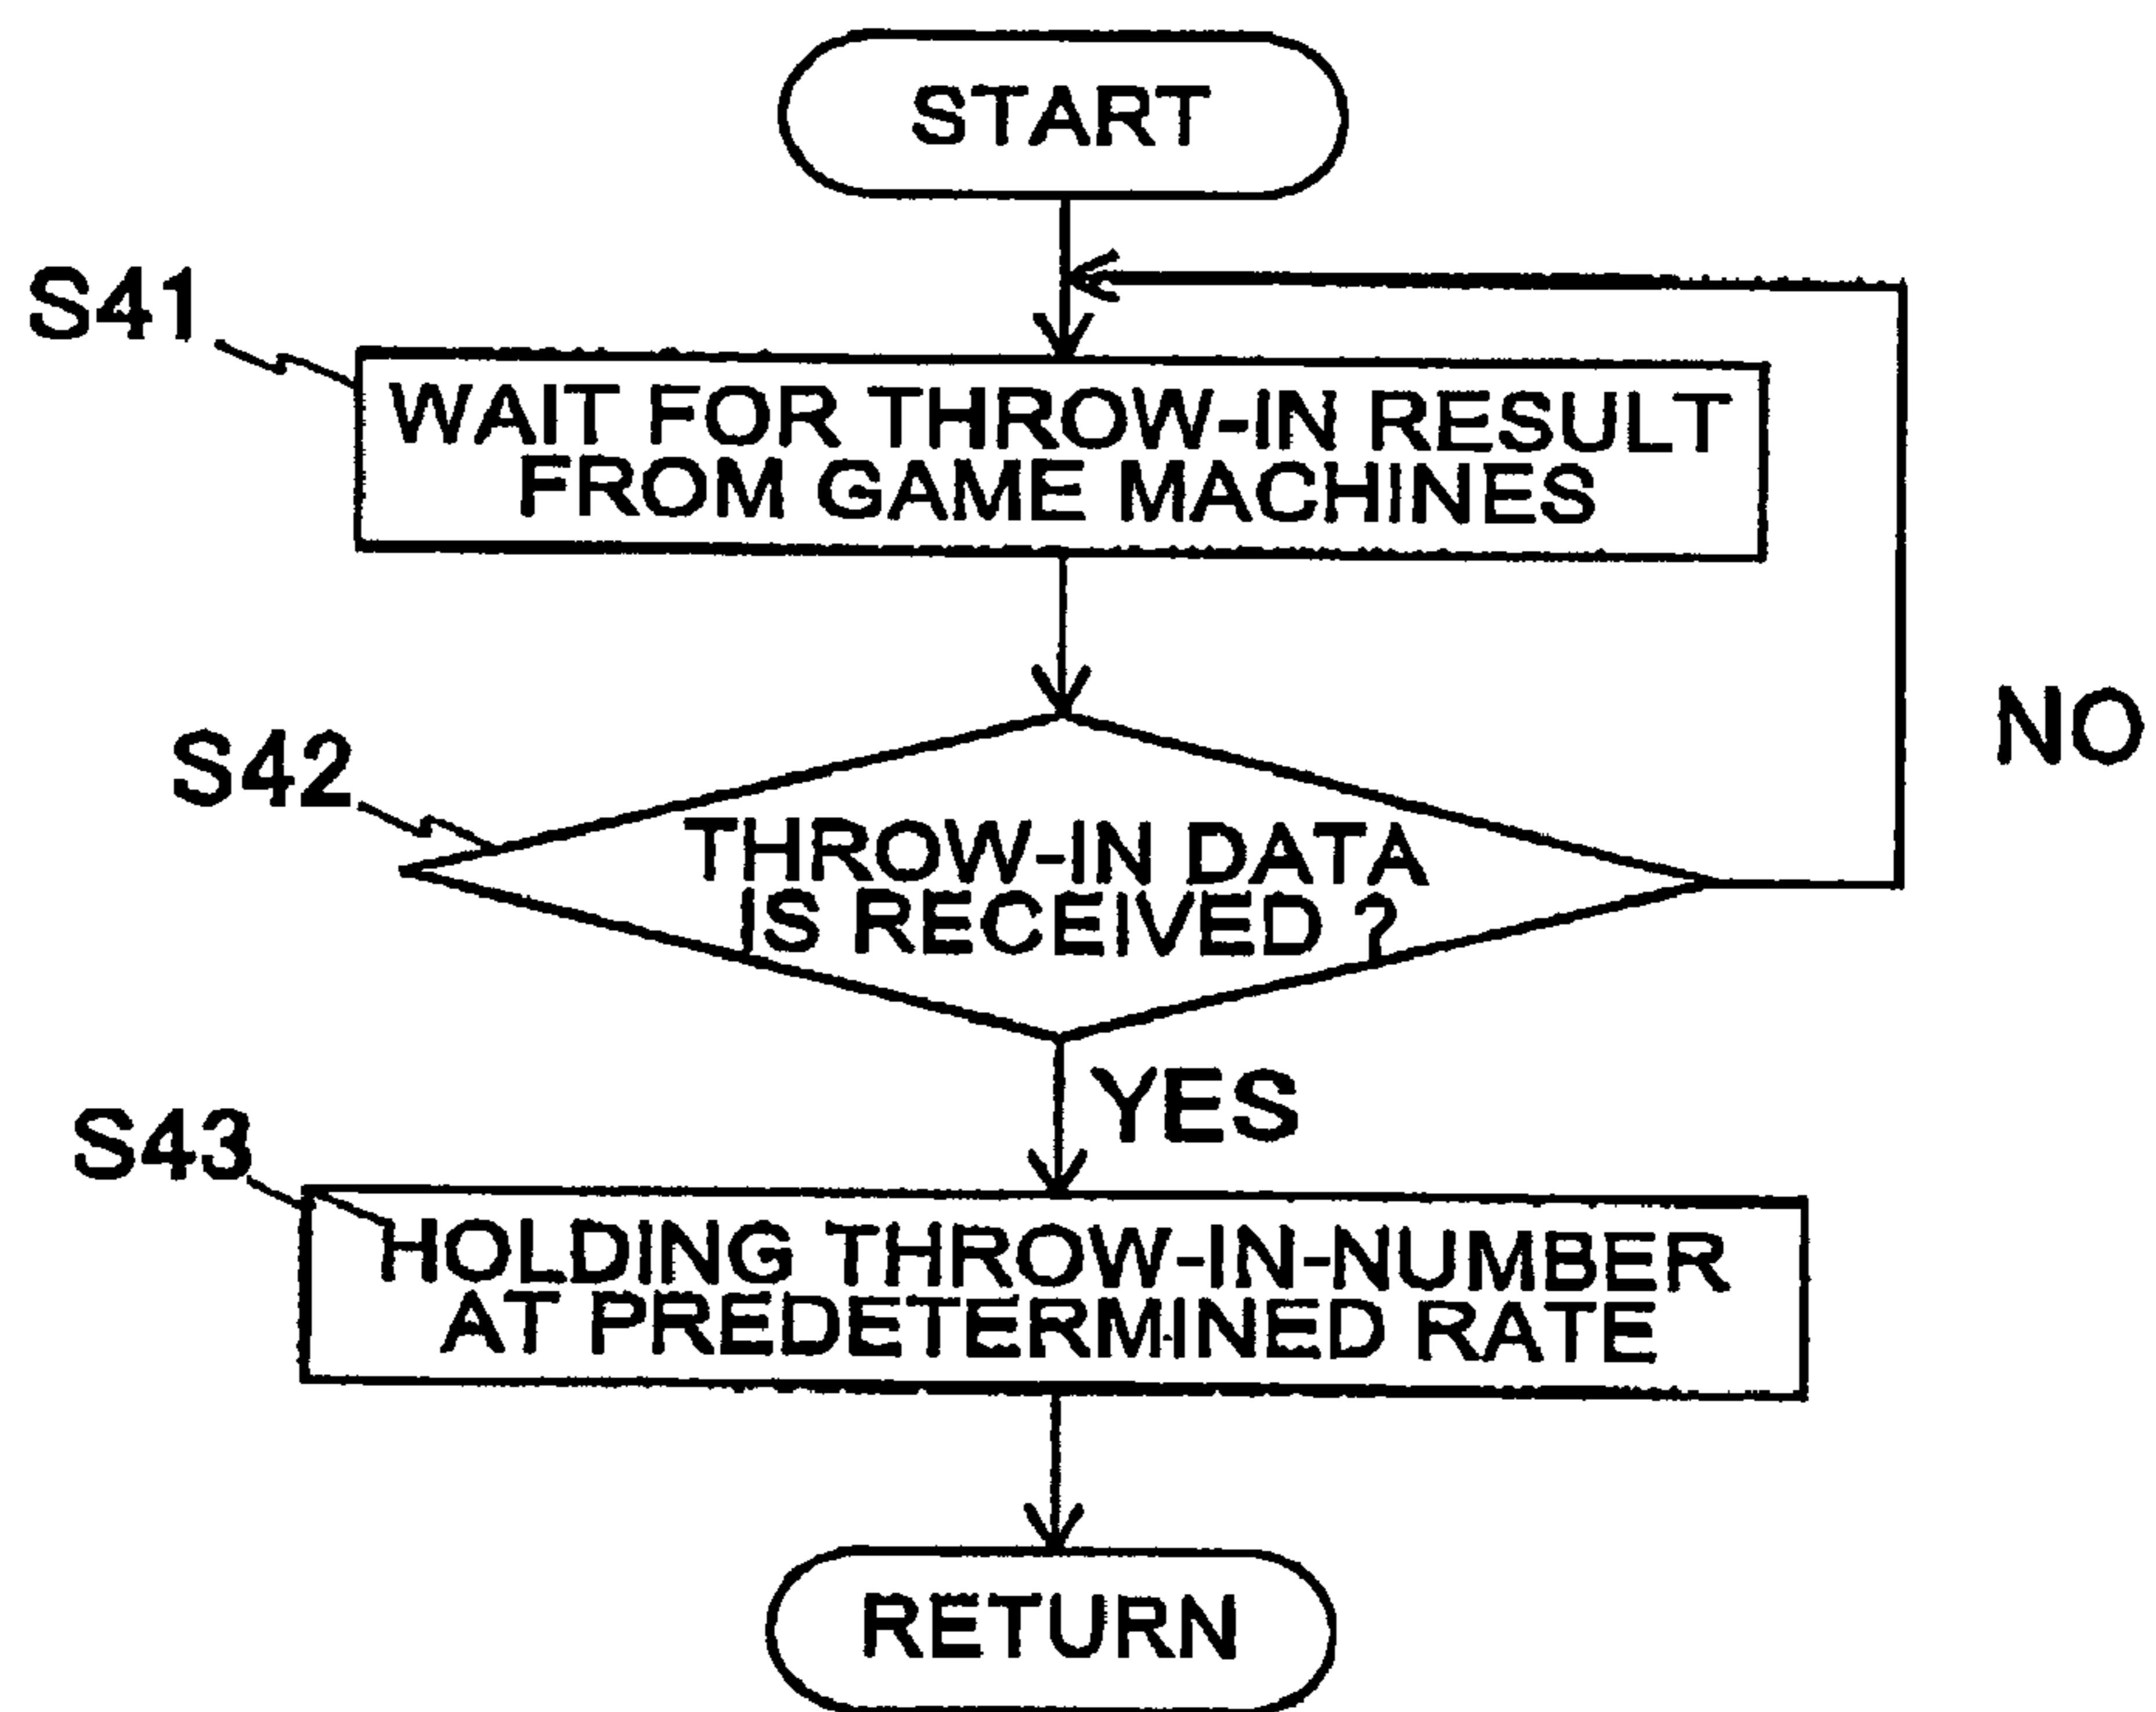 START
S41
WAIT FOR THROW-IN RESULT
FROM GAME MACHINES
S42
THROW-IN DATA
IS RECEIVED ?
NO
YES
S43
HOLDING THROW-IN-NUMBER
AT PREDETERMINED RATE
RETURN